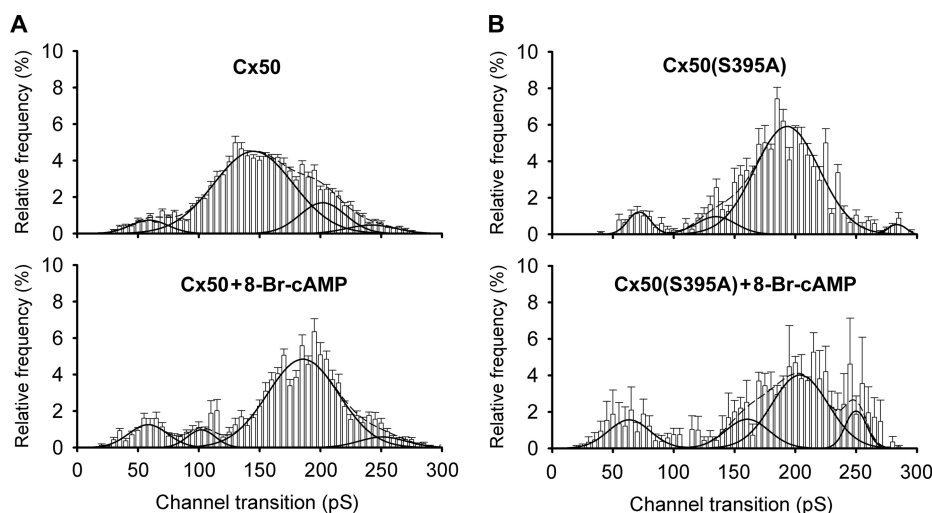 A
B
Relative frequency (%)
10
8
6
4
2
0
Cx50
Relative frequency (%)
10
8
6
4
2
0
Cx50(S395A)
Relative frequency (%)
10
8
6
4
2
0
Cx50+8-Br-cAMP
0 50 100 150 200 250 300
Channel transition (pS)
Relative frequency (%)
10
8
6
4
2
0
Cx50(S395A)+8-Br-cAMP
0 50 100 150 200 250 300
Channel transition (pS)